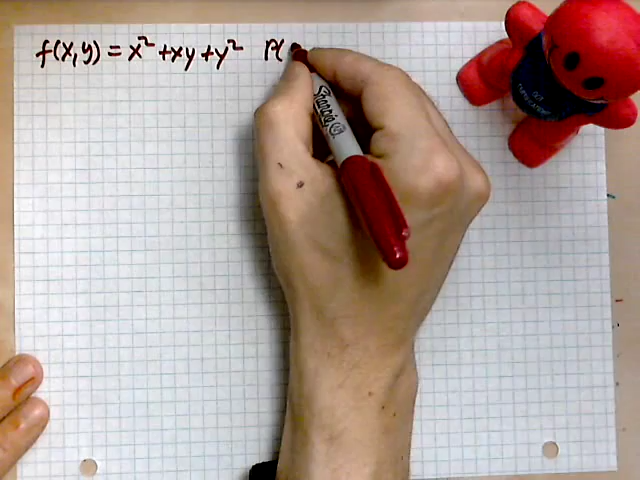 f(x,y) = x² + xy + y² P(
Sharpie